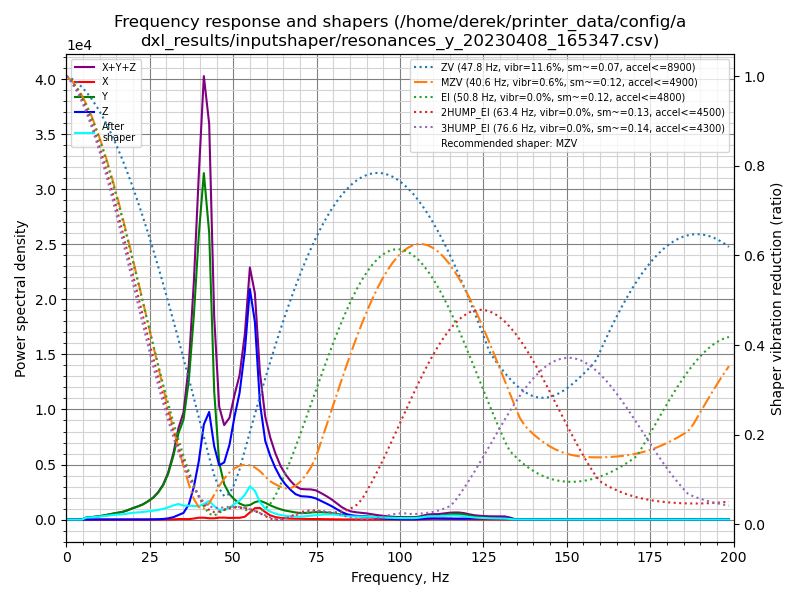 Frequency response and shapers (/home/derek/printer_data/config/a
dxl_results/inputshaper/resonances_y_20230408_165347.csv)
1e4
X+Y+Z
X
Y
Z
After
shaper
ZV (47.8 Hz, vibr=11.6%, sm~=0.07, accel<=8900)
MZV (40.6 Hz, vibr=0.6%, sm~=0.12, accel<=4900)
EI (50.8 Hz, vibr=0.0%, sm~=0.12, accel<=4800)
2HUMP_EI (63.4 Hz, vibr=0.0%, sm~=0.13, accel<=4500)
3HUMP_EI (76.6 Hz, vibr=0.0%, sm~=0.14, accel<=4300)
Recommended shaper: MZV
4.0
3.5
3.0
2.5
2.0
1.5
1.0
0.5
0.0
Power spectral density
1.0
0.8
0.6
0.4
0.2
0.0
Shaper vibration reduction (ratio)
0 25 50 75 100 125 150 175 200
Frequency, Hz